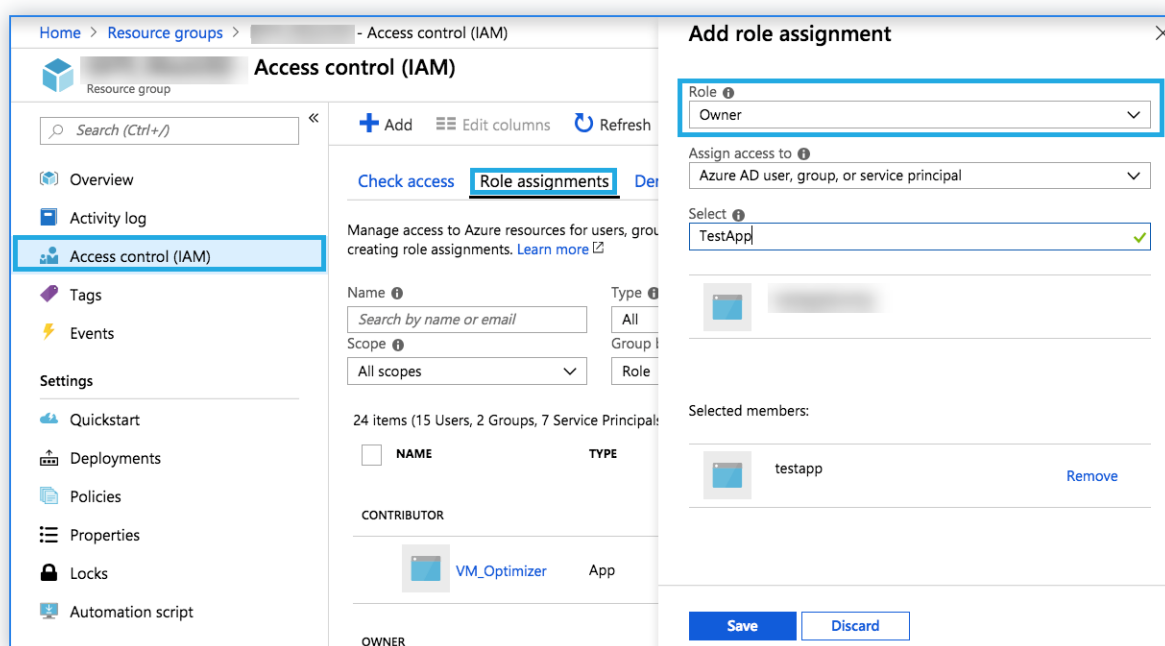 Home > Resource groups > - Access control (IAM)
Access control (IAM)
Resource group
Search (Ctrl+/)
«
Overview
Activity log
Access control (IAM)
Tags
Events
Settings
Quickstart
Deployments
Policies
Properties
Locks
Automation script
Add Edit columns Refresh
Check access Role assignments Der
Manage access to Azure resources for users, grou
creating role assignments. Learn more
Name Type
Search by name or email All
Scope Group b
All scopes Role
24 items (15 Users, 2 Groups, 7 Service Principals
NAME TYPE
CONTRIBUTOR
VM_Optimizer App
OWNER
Add role assignment
Role
Owner
Assign access to
Azure AD user, group, or service principal
Select
TestApp
Selected members:
testapp
Remove
Save Discard